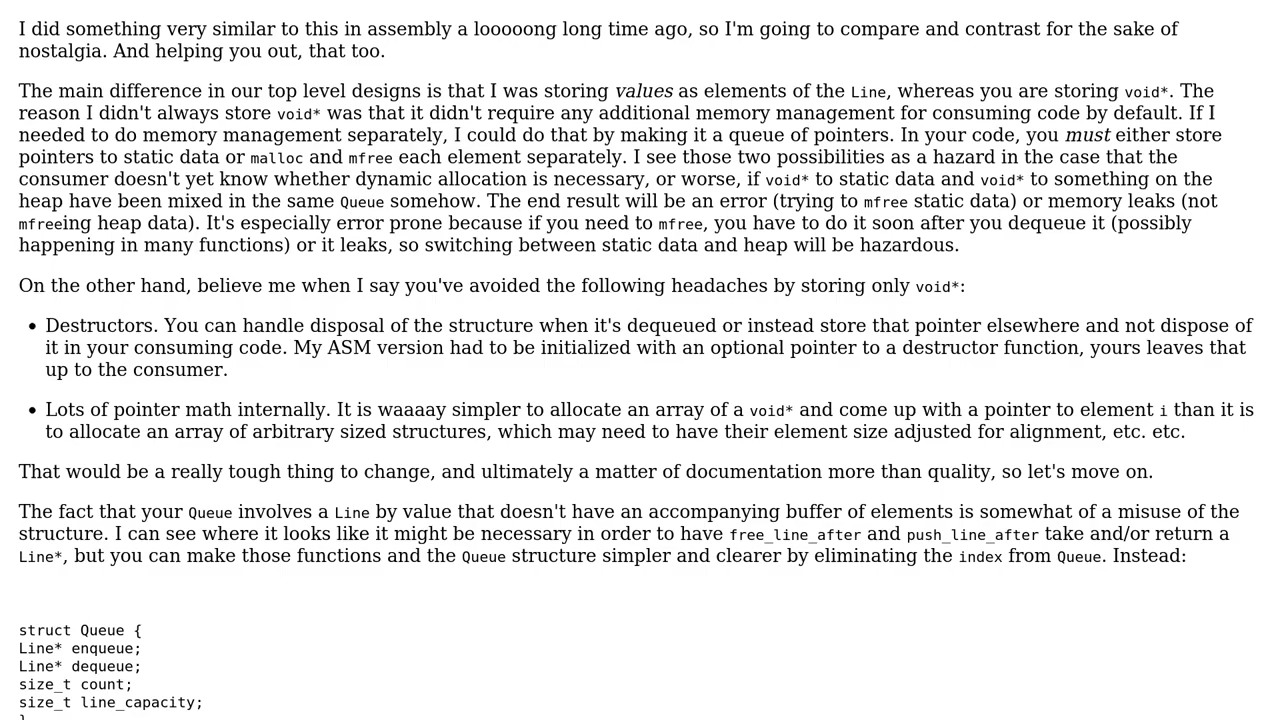 I did something very similar to this in assembly a looooong long time ago, so I'm going to compare and contrast for the sake of
nostalgia. And helping you out, that too.
The main difference in our top level designs is that I was storing values as elements of the Line, whereas you are storing void*. The
reason I didn't always store void* was that it didn't require any additional memory management for consuming code by default. If I
needed to do memory management separately, I could do that by making it a queue of pointers. In your code, you must either store
pointers to static data or malloc and mfree each element separately. I see those two possibilities as a hazard in the case that the
consumer doesn't yet know whether dynamic allocation is necessary, or worse, if void* to static data and void* to something on the
heap have been mixed in the same Queue somehow. The end result will be an error (trying to mfree static data) or memory leaks (not
mfreeing heap data). It's especially error prone because if you need to mfree, you have to do it soon after you dequeue it (possibly
happening in many functions) or it leaks, so switching between static data and heap will be hazardous.
On the other hand, believe me when I say you've avoided the following headaches by storing only void*:
• Destructors. You can handle disposal of the structure when it's dequeued or instead store that pointer elsewhere and not dispose of
it in your consuming code. My ASM version had to be initialized with an optional pointer to a destructor function, yours leaves that
up to the consumer.
• Lots of pointer math internally. It is waaaay simpler to allocate an array of a void* and come up with a pointer to element i than it is
to allocate an array of arbitrary sized structures, which may need to have their element size adjusted for alignment, etc. etc.
That would be a really tough thing to change, and ultimately a matter of documentation more than quality, so let's move on.
The fact that your Queue involves a Line by value that doesn't have an accompanying buffer of elements is somewhat of a misuse of the
structure. I can see where it looks like it might be necessary in order to have free_line_after and push_line_after take and/or return a
Line*, but you can make those functions and the Queue structure simpler and clearer by eliminating the index from Queue. Instead:
struct Queue {
Line* enqueue;
Line* dequeue;
size_t count;
size_t line_capacity;
}